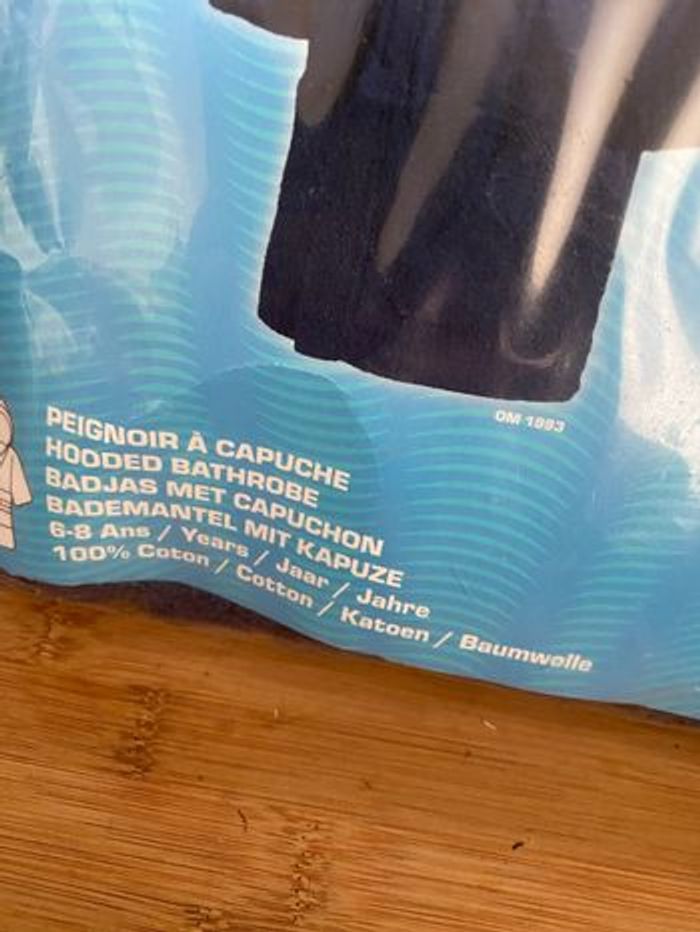 OM 1993
PEIGNOIR À CAPUCHE
HOODED BATHROBE
BADJAS MET CAPUCHON
BADEMANTEL MIT KAPUZE
6-8 Ans / Years / Jaar / Jahre
100% Coton / Cotton / Katoen / Baumwolle